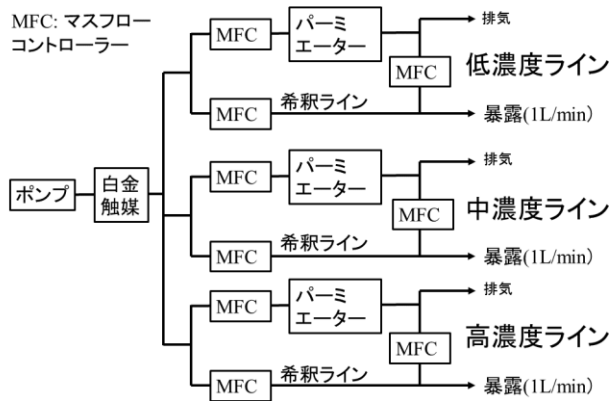 MFC: マスフロー
コントローラー
ポンプ
白金
触媒
MFC
パーミ
エーター
排気
MFC
低濃度ライン
MFC
希釈ライン
暴露(1L/min)
MFC
パーミ
エーター
排気
MFC
中濃度ライン
MFC
希釈ライン
暴露(1L/min)
MFC
パーミ
エーター
排気
MFC
高濃度ライン
MFC
希釈ライン
暴露(1L/min)